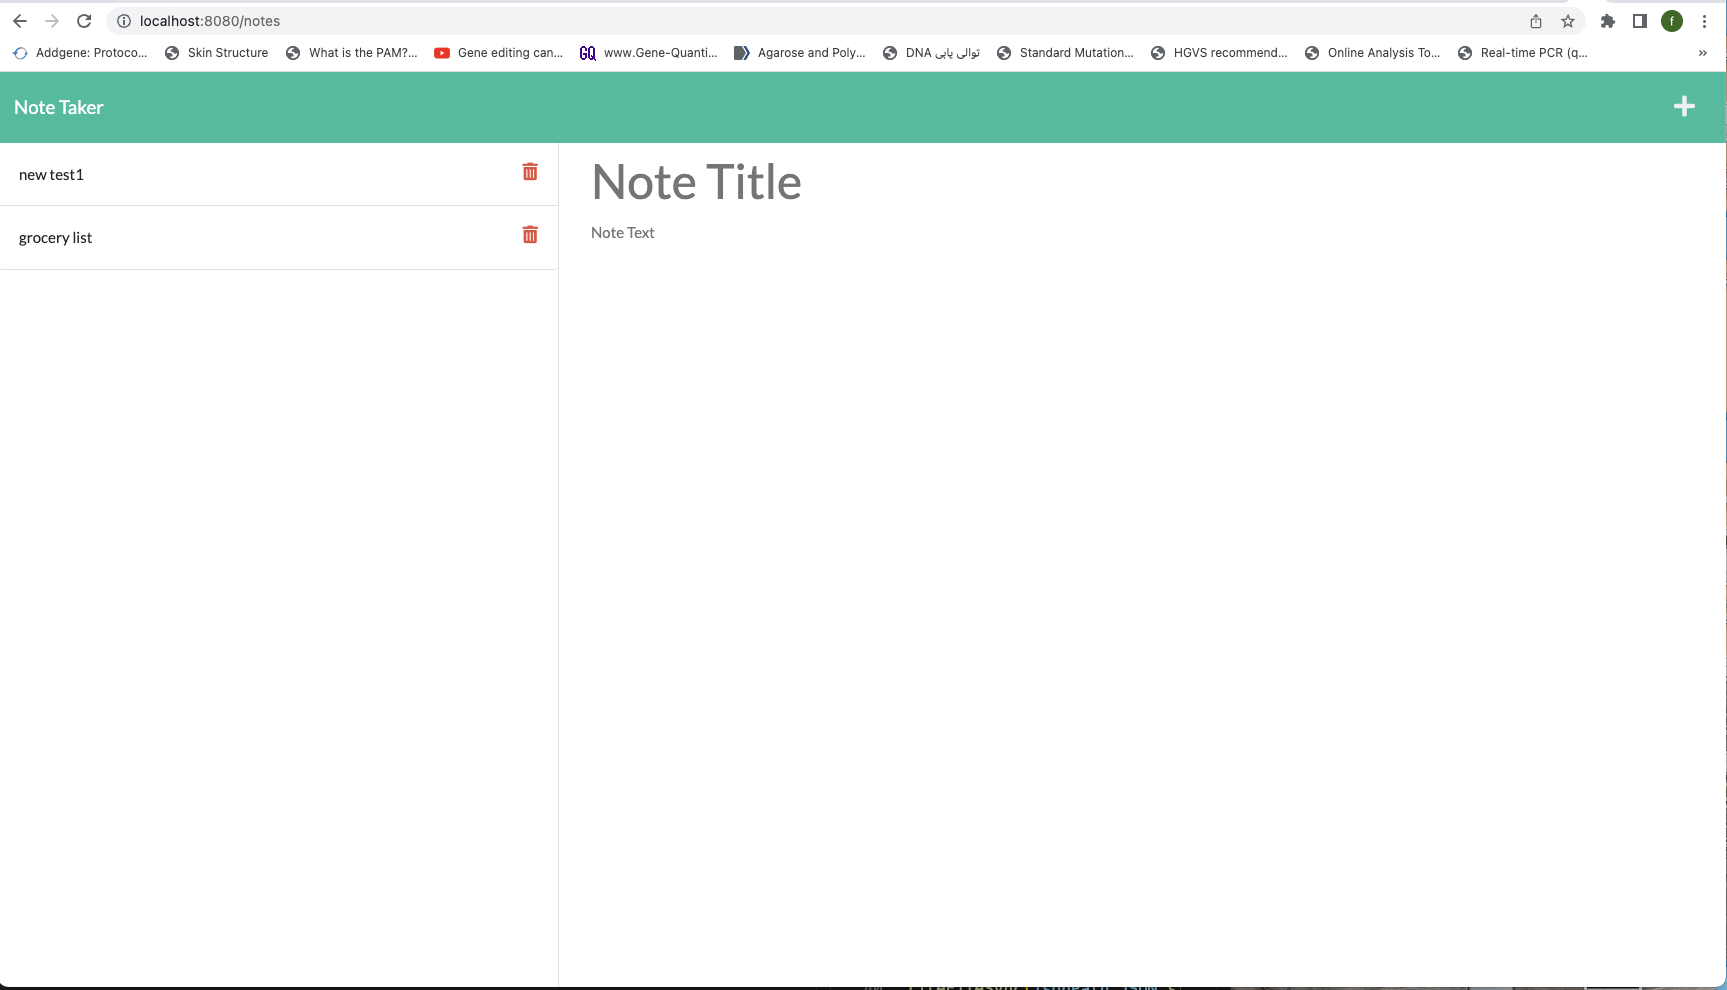 localhost:8080/notes
f
Addgene: Protoco... Skin Structure What is the PAM?... Gene editing can... GQ www.Gene-Quanti... Agarose and Poly... DNA توالی یابی Standard Mutation... HGVS recommend... Online Analysis To... Real-time PCR (q... »
Note Taker
new test1
grocery list
Note Title
Note Text